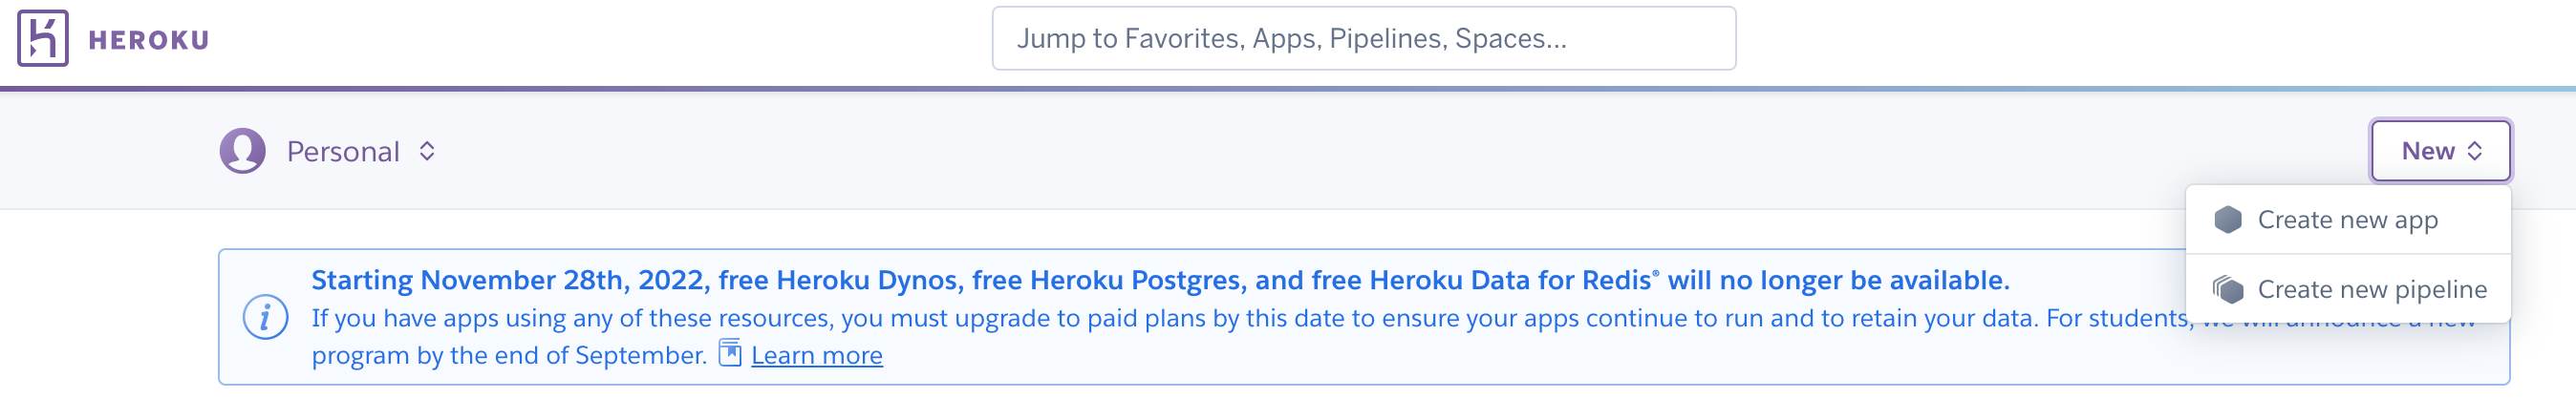 HEROKU
Jump to Favorites, Apps, Pipelines, Spaces...
Personal
New
Create new app
Create new pipeline
Starting November 28th, 2022, free Heroku Dynos, free Heroku Postgres, and free Heroku Data for Redis® will no longer be available.
If you have apps using any of these resources, you must upgrade to paid plans by this date to ensure your apps continue to run and to retain your data. For students, we will announce a new
program by the end of September. Learn more